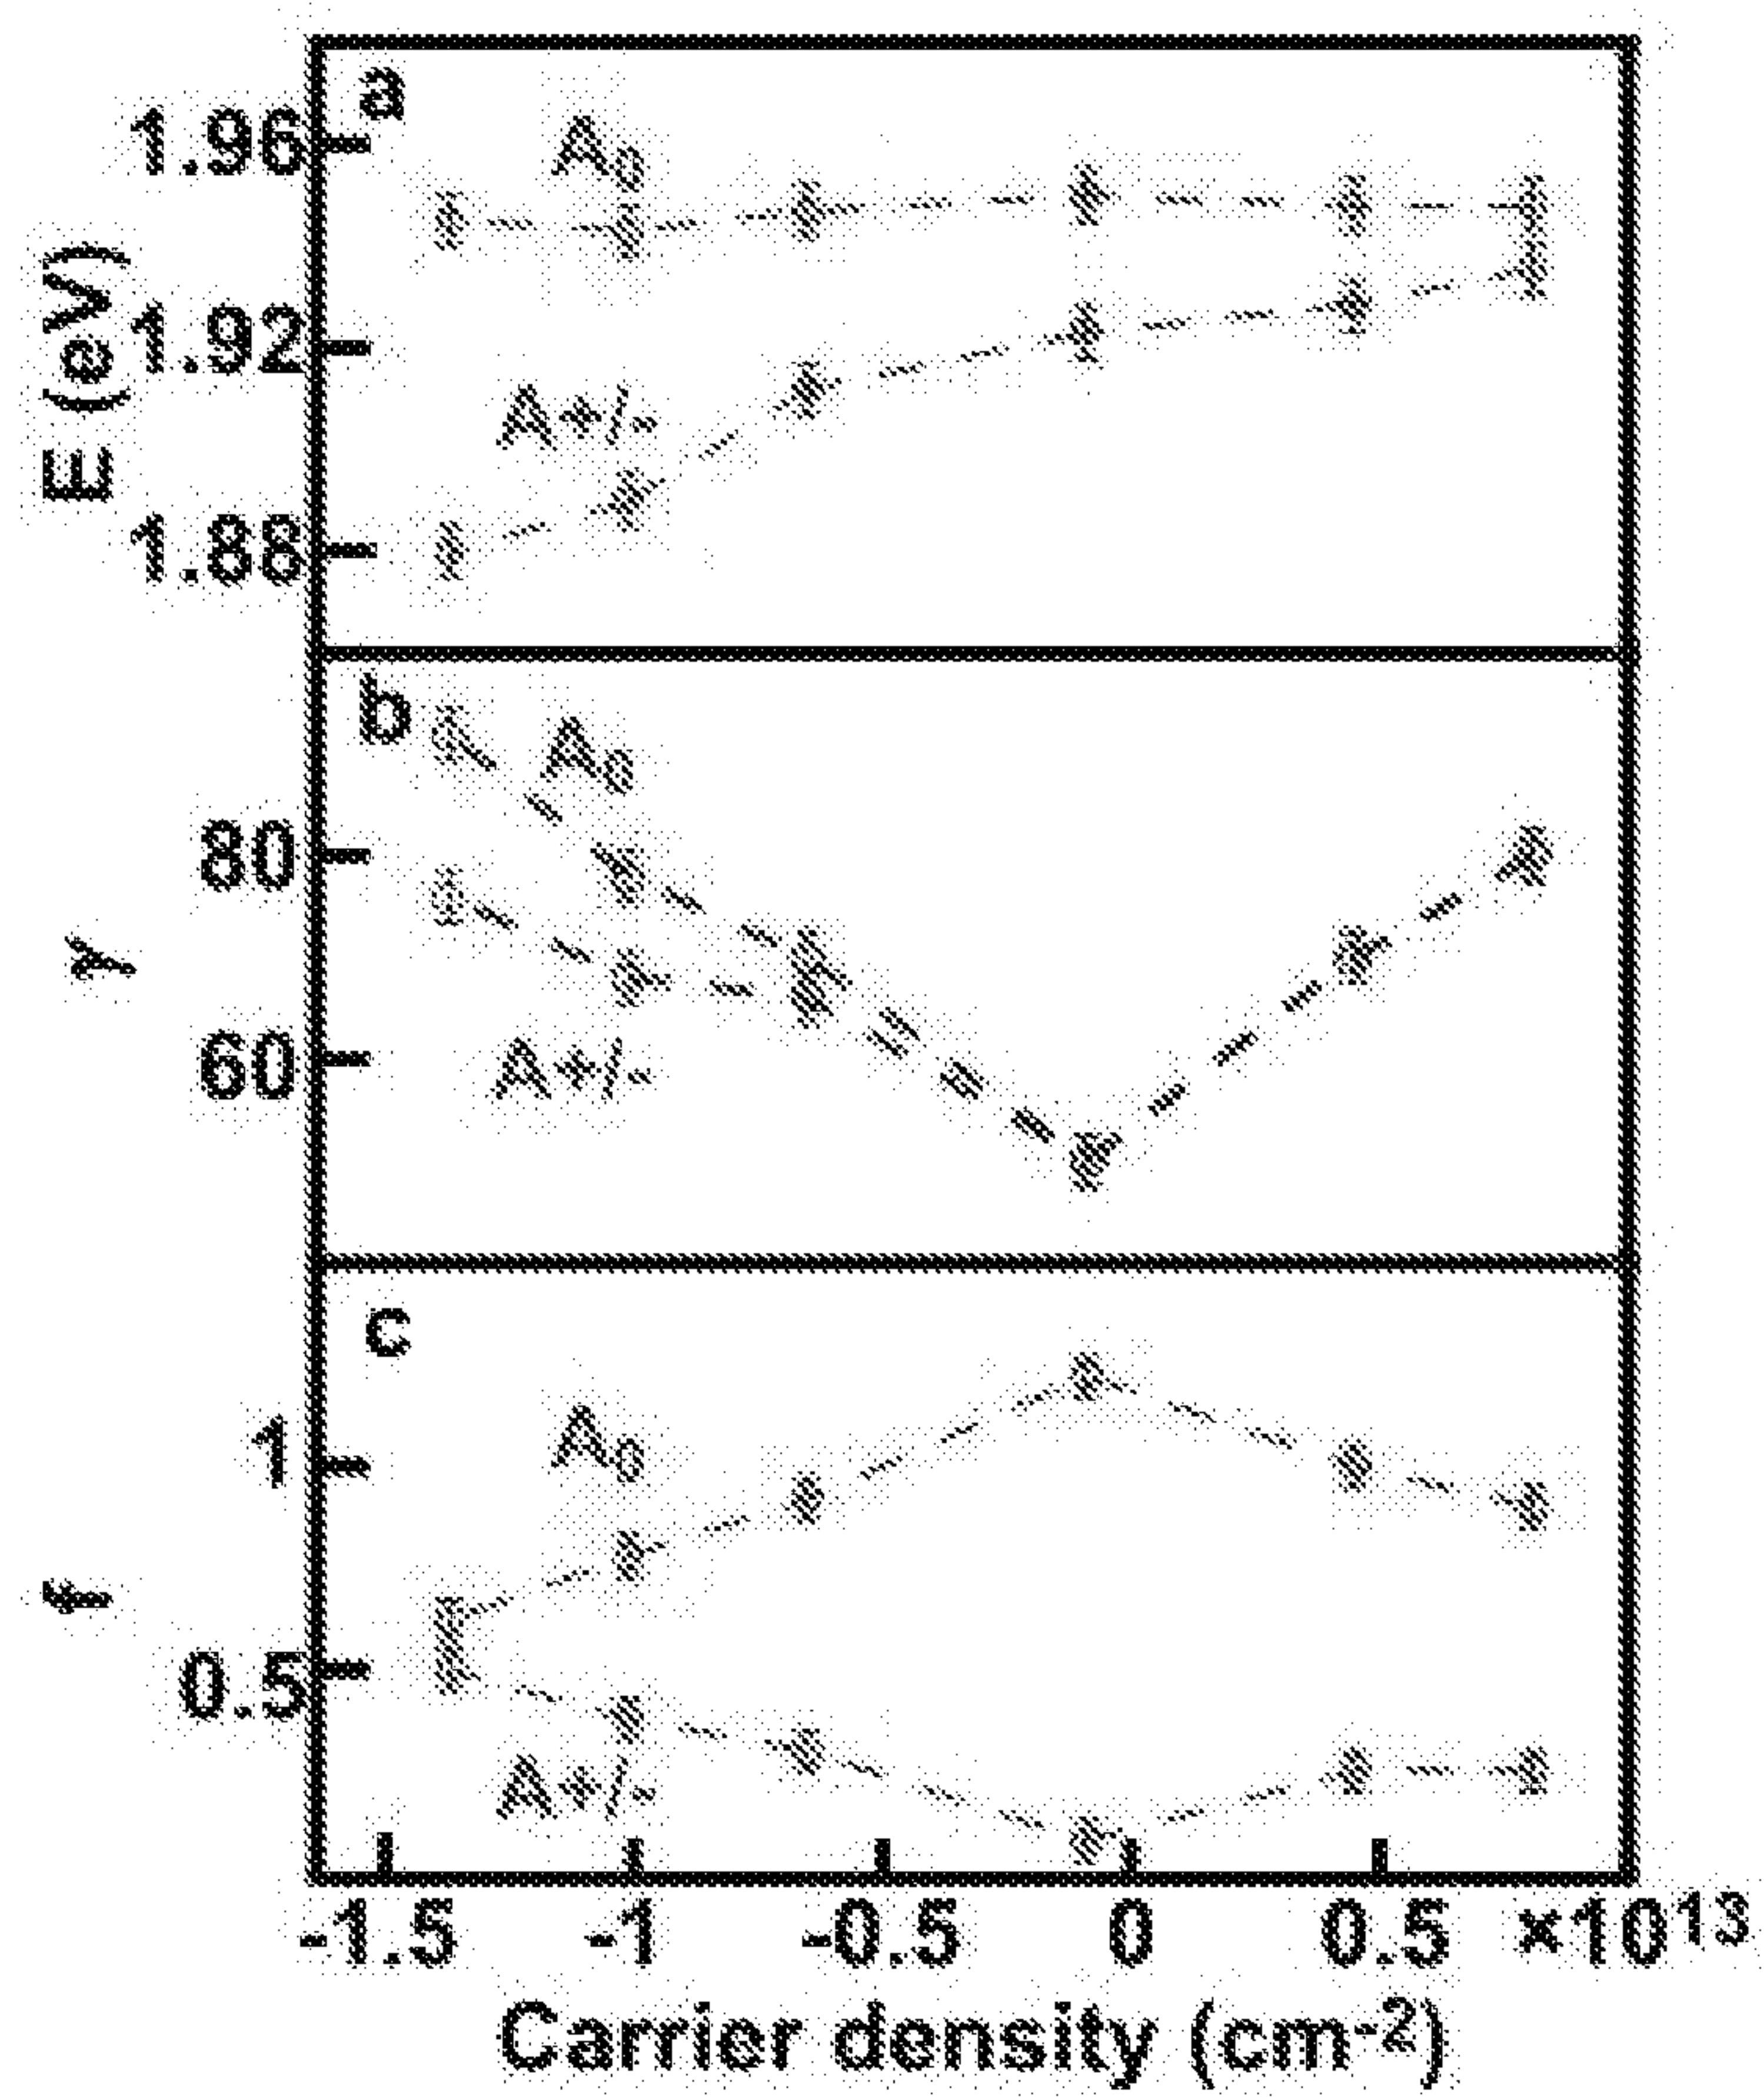 a
1.96
A0
E (eV)
1.92
A+/-
1.88
b
A0
80
γ
60
A+/-
c
1
A0
f
0.5
A+/-
-1.5 -1 -0.5 0 0.5 ×10¹³
Carrier density (cm⁻²)